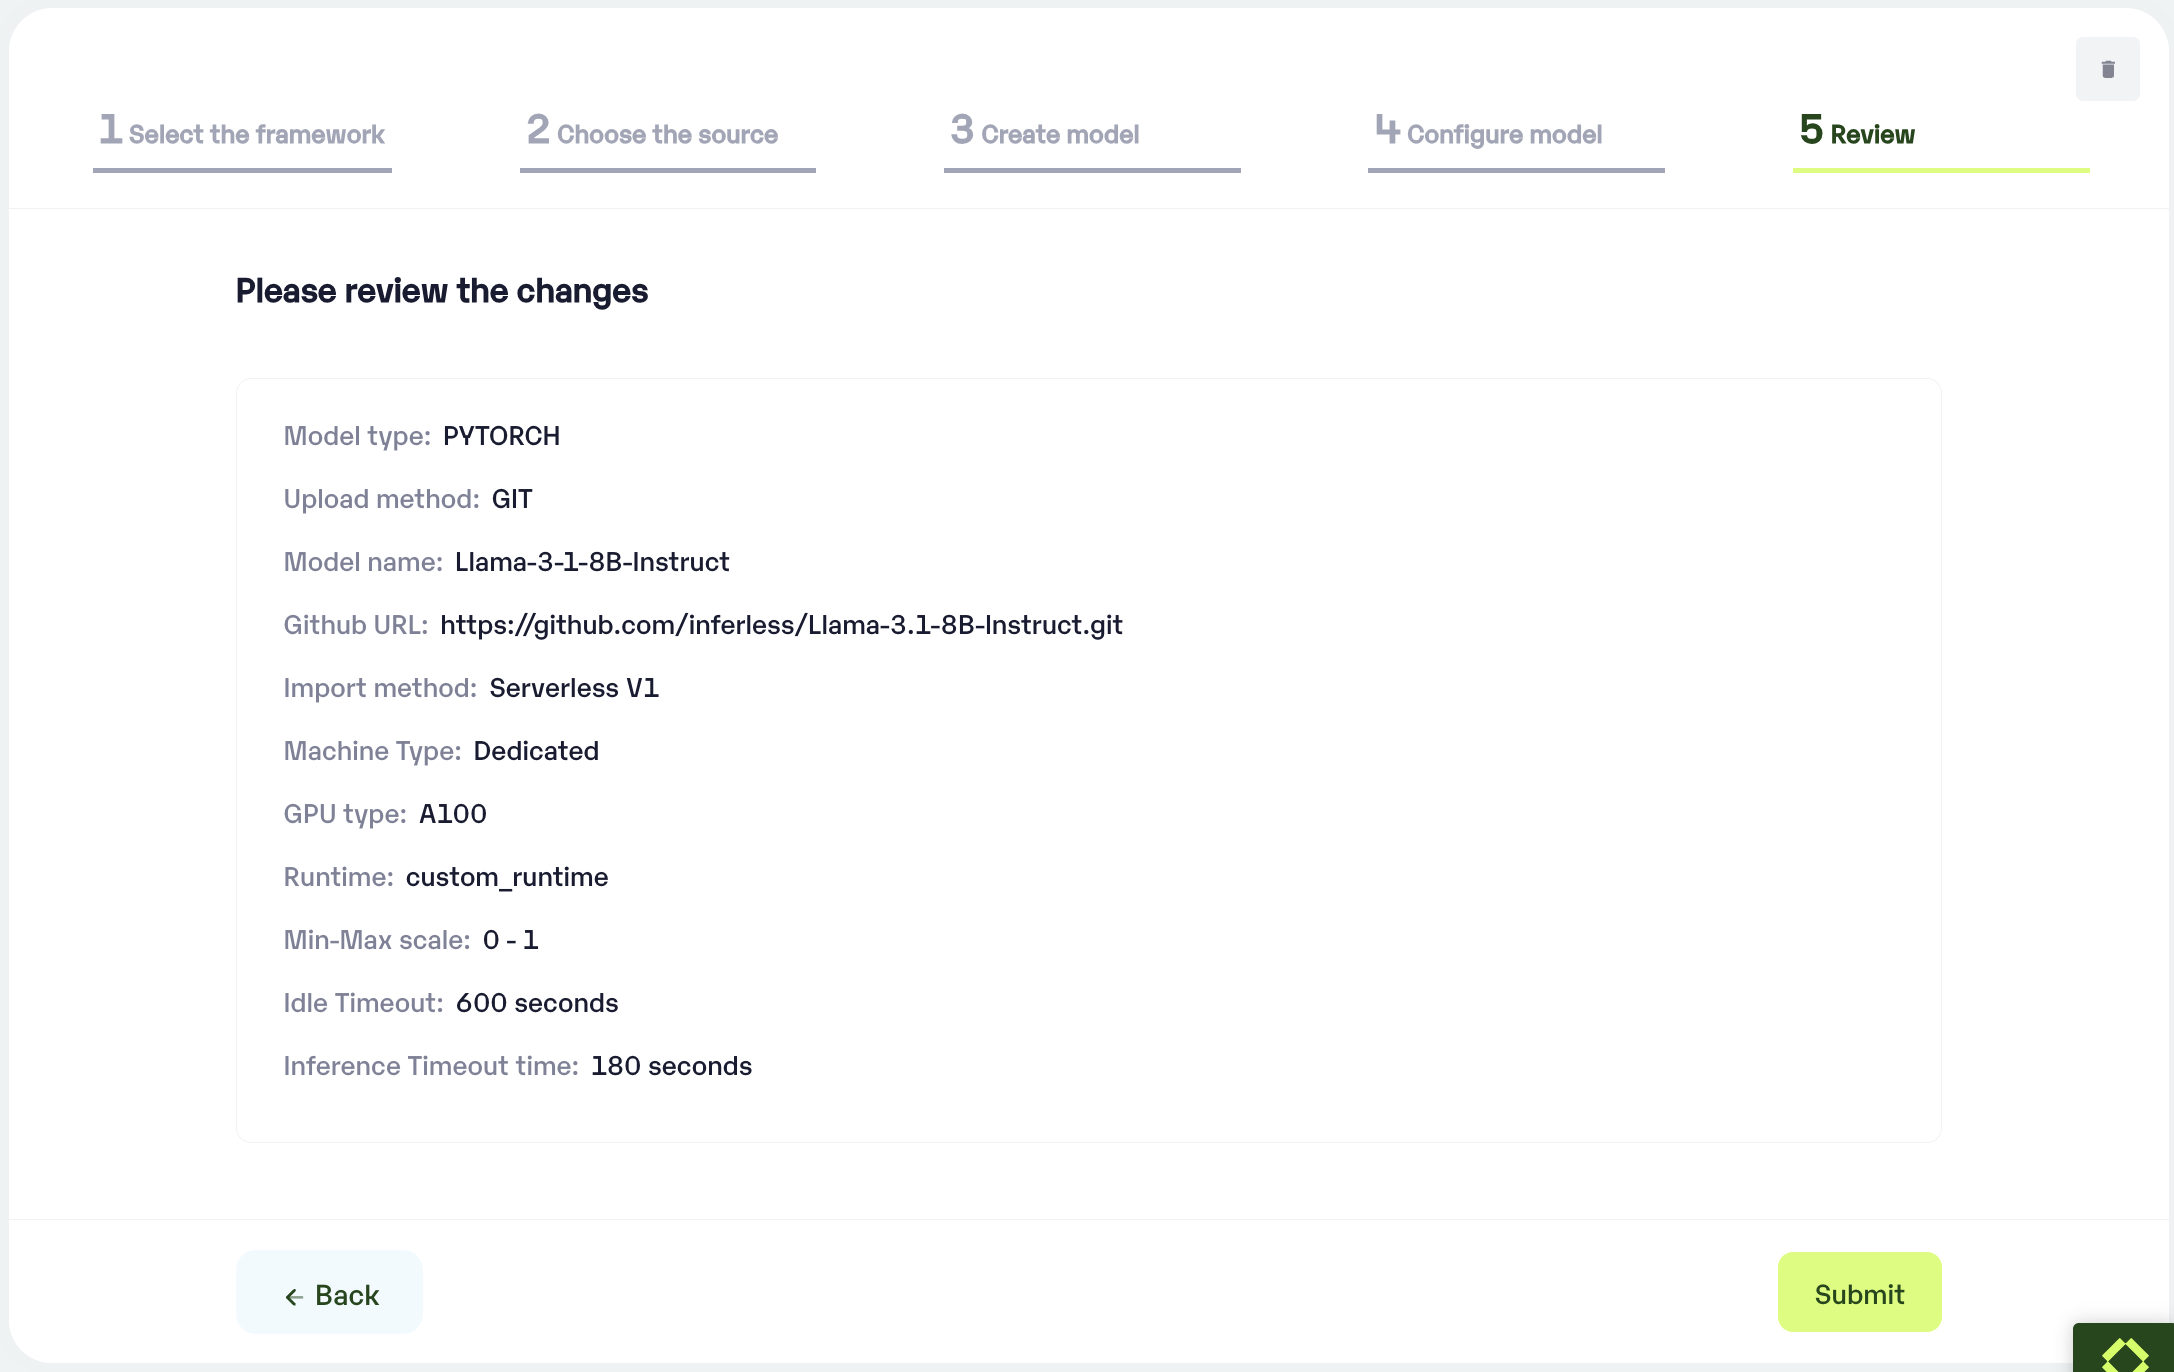 1 Select the framework
2 Choose the source
3 Create model
4 Configure model
5 Review
Please review the changes
Model type: PYTORCH
Upload method: GIT
Model name: Llama-3-1-8B-Instruct
Github URL: https://github.com/inferless/Llama-3.1-8B-Instruct.git
Import method: Serverless V1
Machine Type: Dedicated
GPU type: A100
Runtime: custom_runtime
Min-Max scale: 0 - 1
Idle Timeout: 600 seconds
Inference Timeout time: 180 seconds
← Back
Submit